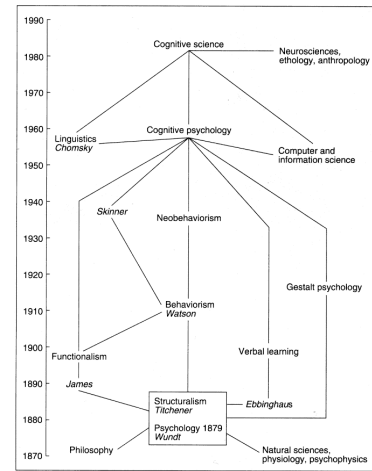 1990
Cognitive science
1980
Neurosciences,
ethology, anthropology
1970
1960
Linguistics
Chomsky
Cognitive psychology
Computer and
information science
1950
1940
Skinner
Neobehaviorism
1930
1920
Gestalt psychology
1910
Behaviorism
Watson
1900
Functionalism
Verbal learning
1890
James
Structuralism
Titchener
Ebbinghaus
1880
Psychology 1879
Wundt
1870
Philosophy
Natural sciences,
physiology, psychophysics